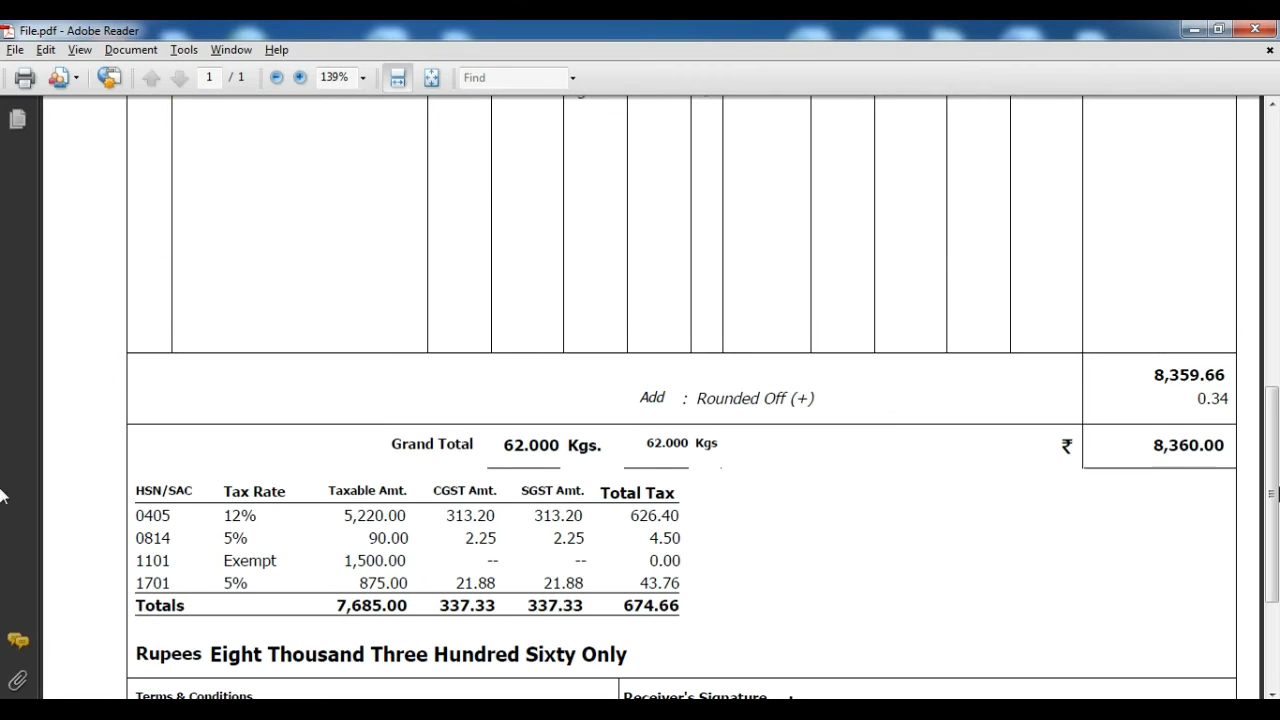 File.pdf - Adobe Reader
File Edit View Document Tools Window Help
1 / 1 139% Find
8,359.66
Add : Rounded Off (+) 0.34
Grand Total 62.000 Kgs. 62.000 Kgs ₹ 8,360.00
HSN/SAC Tax Rate Taxable Amt. CGST Amt. SGST Amt. Total Tax
0405 12% 5,220.00 313.20 313.20 626.40
0814 5% 90.00 2.25 2.25 4.50
1101 Exempt 1,500.00 -- -- 0.00
1701 5% 875.00 21.88 21.88 43.76
Totals 7,685.00 337.33 337.33 674.66
Rupees Eight Thousand Three Hundred Sixty Only
Terms & Conditions Receiver's Signature :